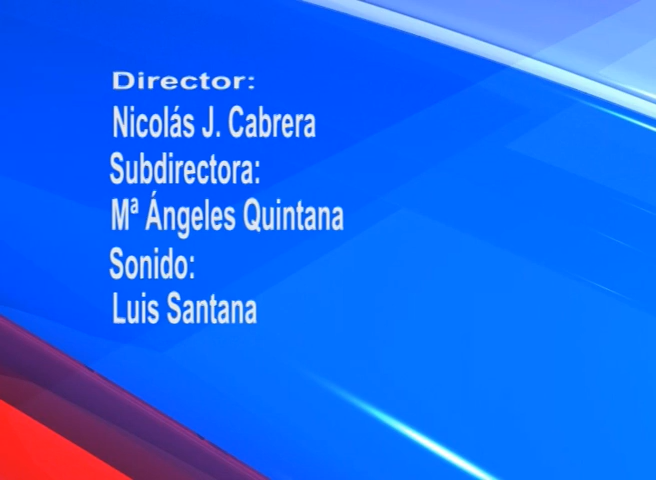 Director:
Nicolás J. Cabrera
Subdirectora:
Mª Ángeles Quintana
Sonido:
Luis Santana